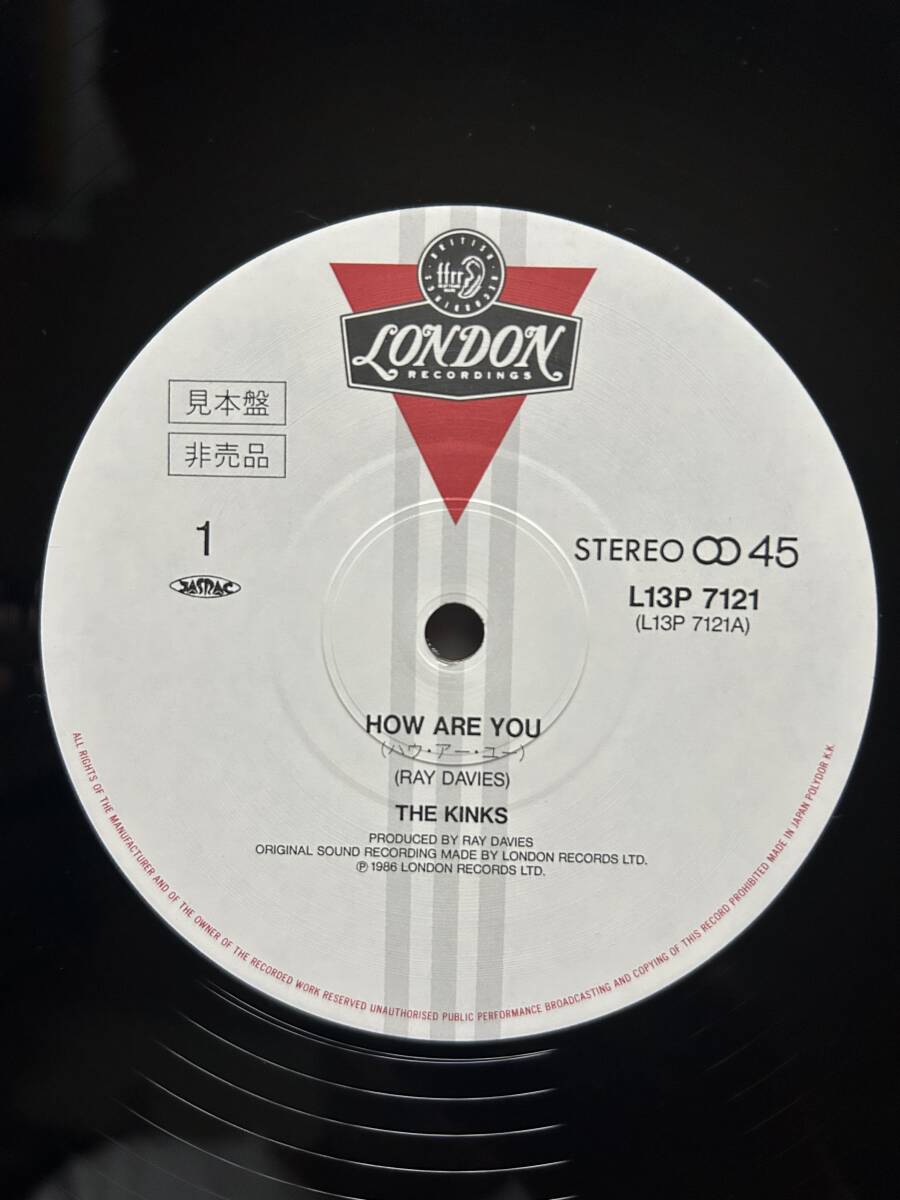 BRITISH
ffrr
RECORDINGS
LONDON
RECORDINGS
見本盤
非売品
1
JASRAC
STEREO 45
L13P 7121
(L13P 7121A)
HOW ARE YOU
(ハウ・アー・ユー)
(RAY DAVIES)
THE KINKS
PRODUCED BY RAY DAVIES
ORIGINAL SOUND RECORDING MADE BY LONDON RECORDS LTD.
Ⓟ 1986 LONDON RECORDS LTD.
ALL RIGHTS OF THE MANUFACTURER AND OF THE OWNER OF THE RECORDED WORK RESERVED UNAUTHORISED PUBLIC PERFORMANCE BROADCASTING AND COPYING OF THIS RECORD PROHIBITED MADE IN JAPAN POLYDOR K.K.